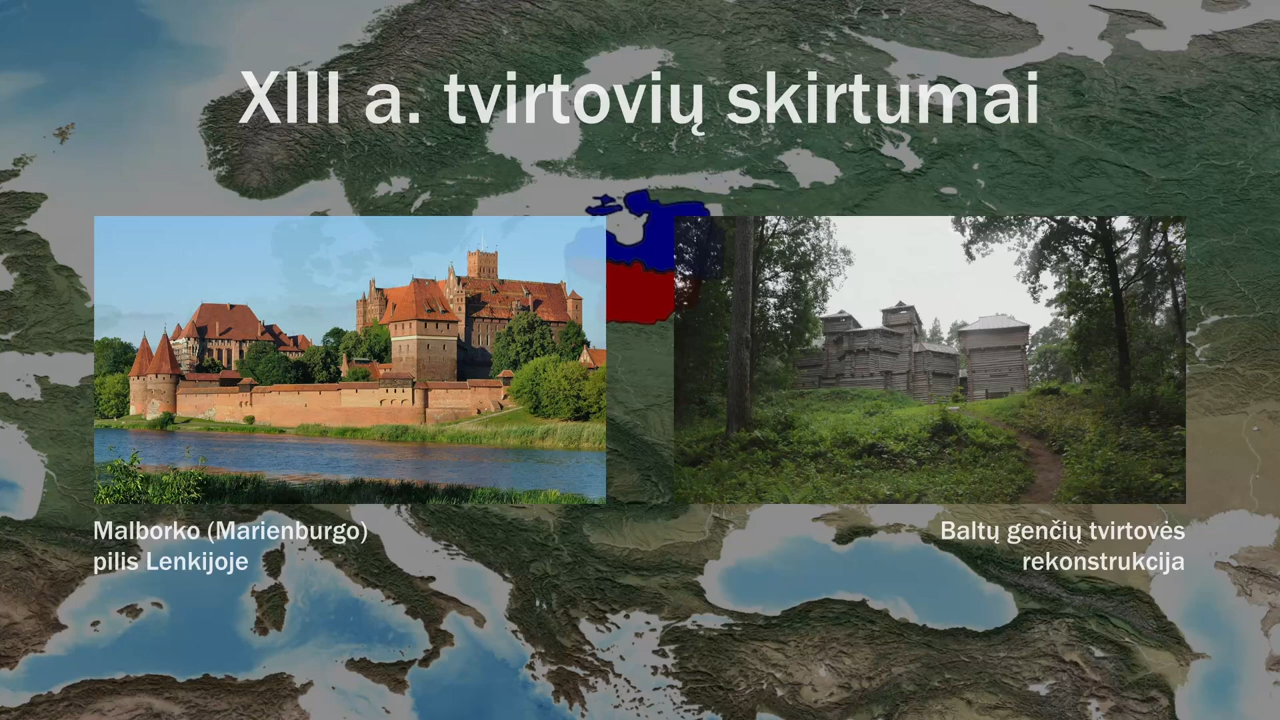 XIII a. tvirtovių skirtumai
Malborko (Marienburgo)
pilis Lenkijoje
Baltų genčių tvirtovės
rekonstrukcija